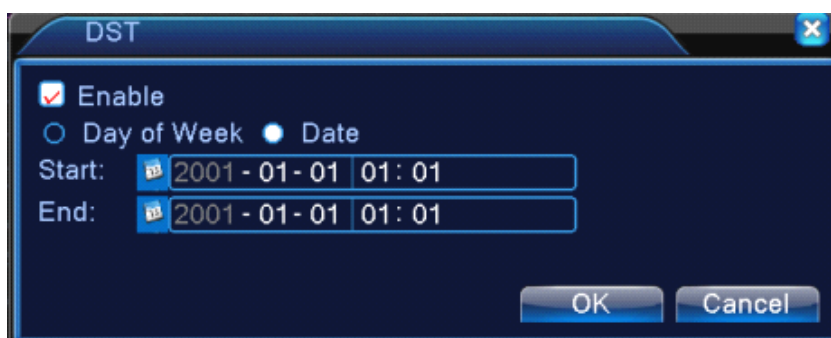 DST
Enable
Day of Week Date
Start: 2001-01-01 01:01
End: 2001-01-01 01:01
OK Cancel